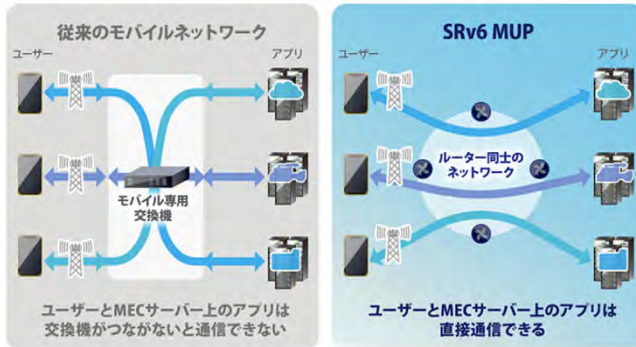 従来のモバイルネットワーク
ユーザー
アプリ
モバイル専用
交換機
ユーザーとMECサーバー上のアプリは
交換機がつながないと通信できない
SRv6 MUP
ユーザー
アプリ
ルーター同士の
ネットワーク
ユーザーとMECサーバー上のアプリは
直接通信できる